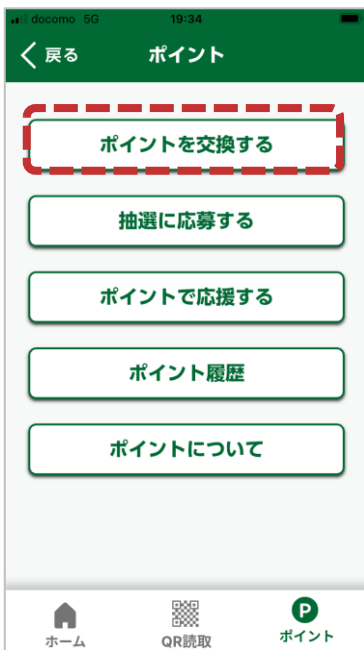 docomo 5G 19:34
戻る ポイント
ポイントを交換する
抽選に応募する
ポイントで応援する
ポイント履歴
ポイントについて
P
ホーム QR読取 ポイント